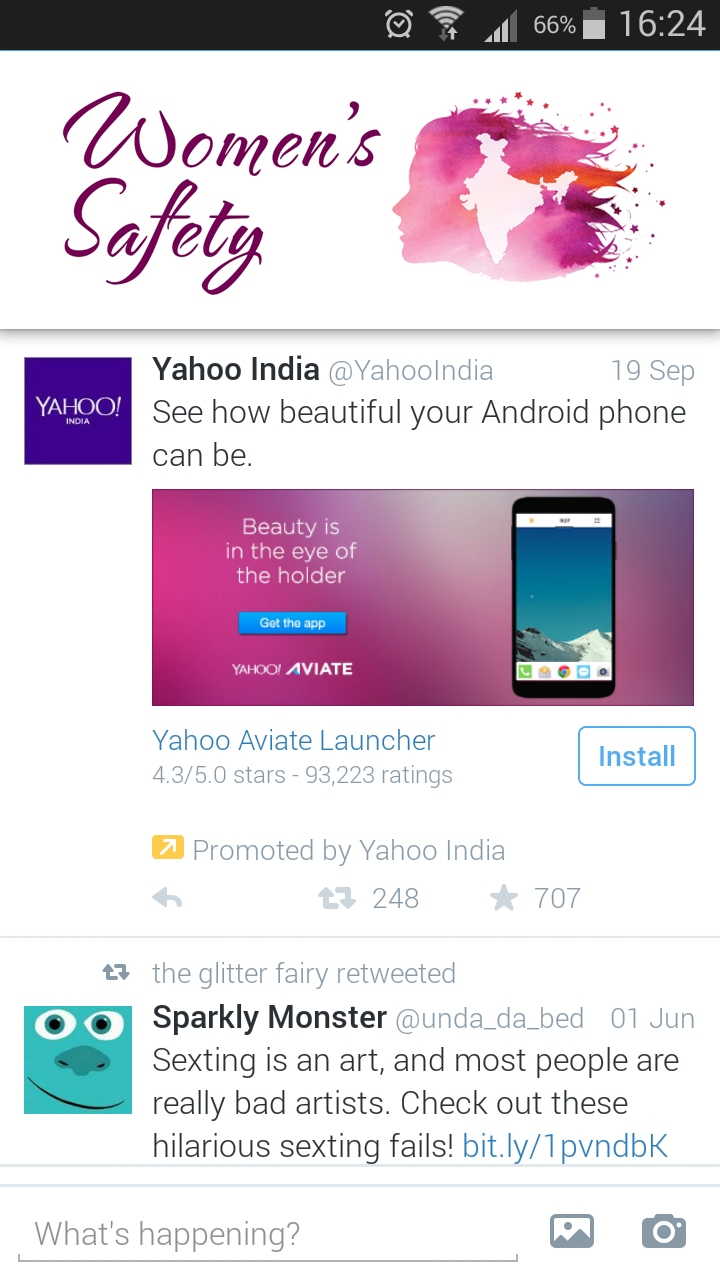 66% 16:24
Women's
Safety
Yahoo India @YahooIndia 19 Sep
YAHOO!
INDIA
See how beautiful your Android phone
can be.
Beauty is
in the eye of
the holder
Get the app
YAHOO! AVIATE
Yahoo Aviate Launcher
4.3/5.0 stars - 93,223 ratings
Install
Promoted by Yahoo India
248 707
the glitter fairy retweeted
Sparkly Monster @unda_da_bed 01 Jun
Sexting is an art, and most people are
really bad artists. Check out these
hilarious sexting fails! bit.ly/1pvndbK
What's happening?